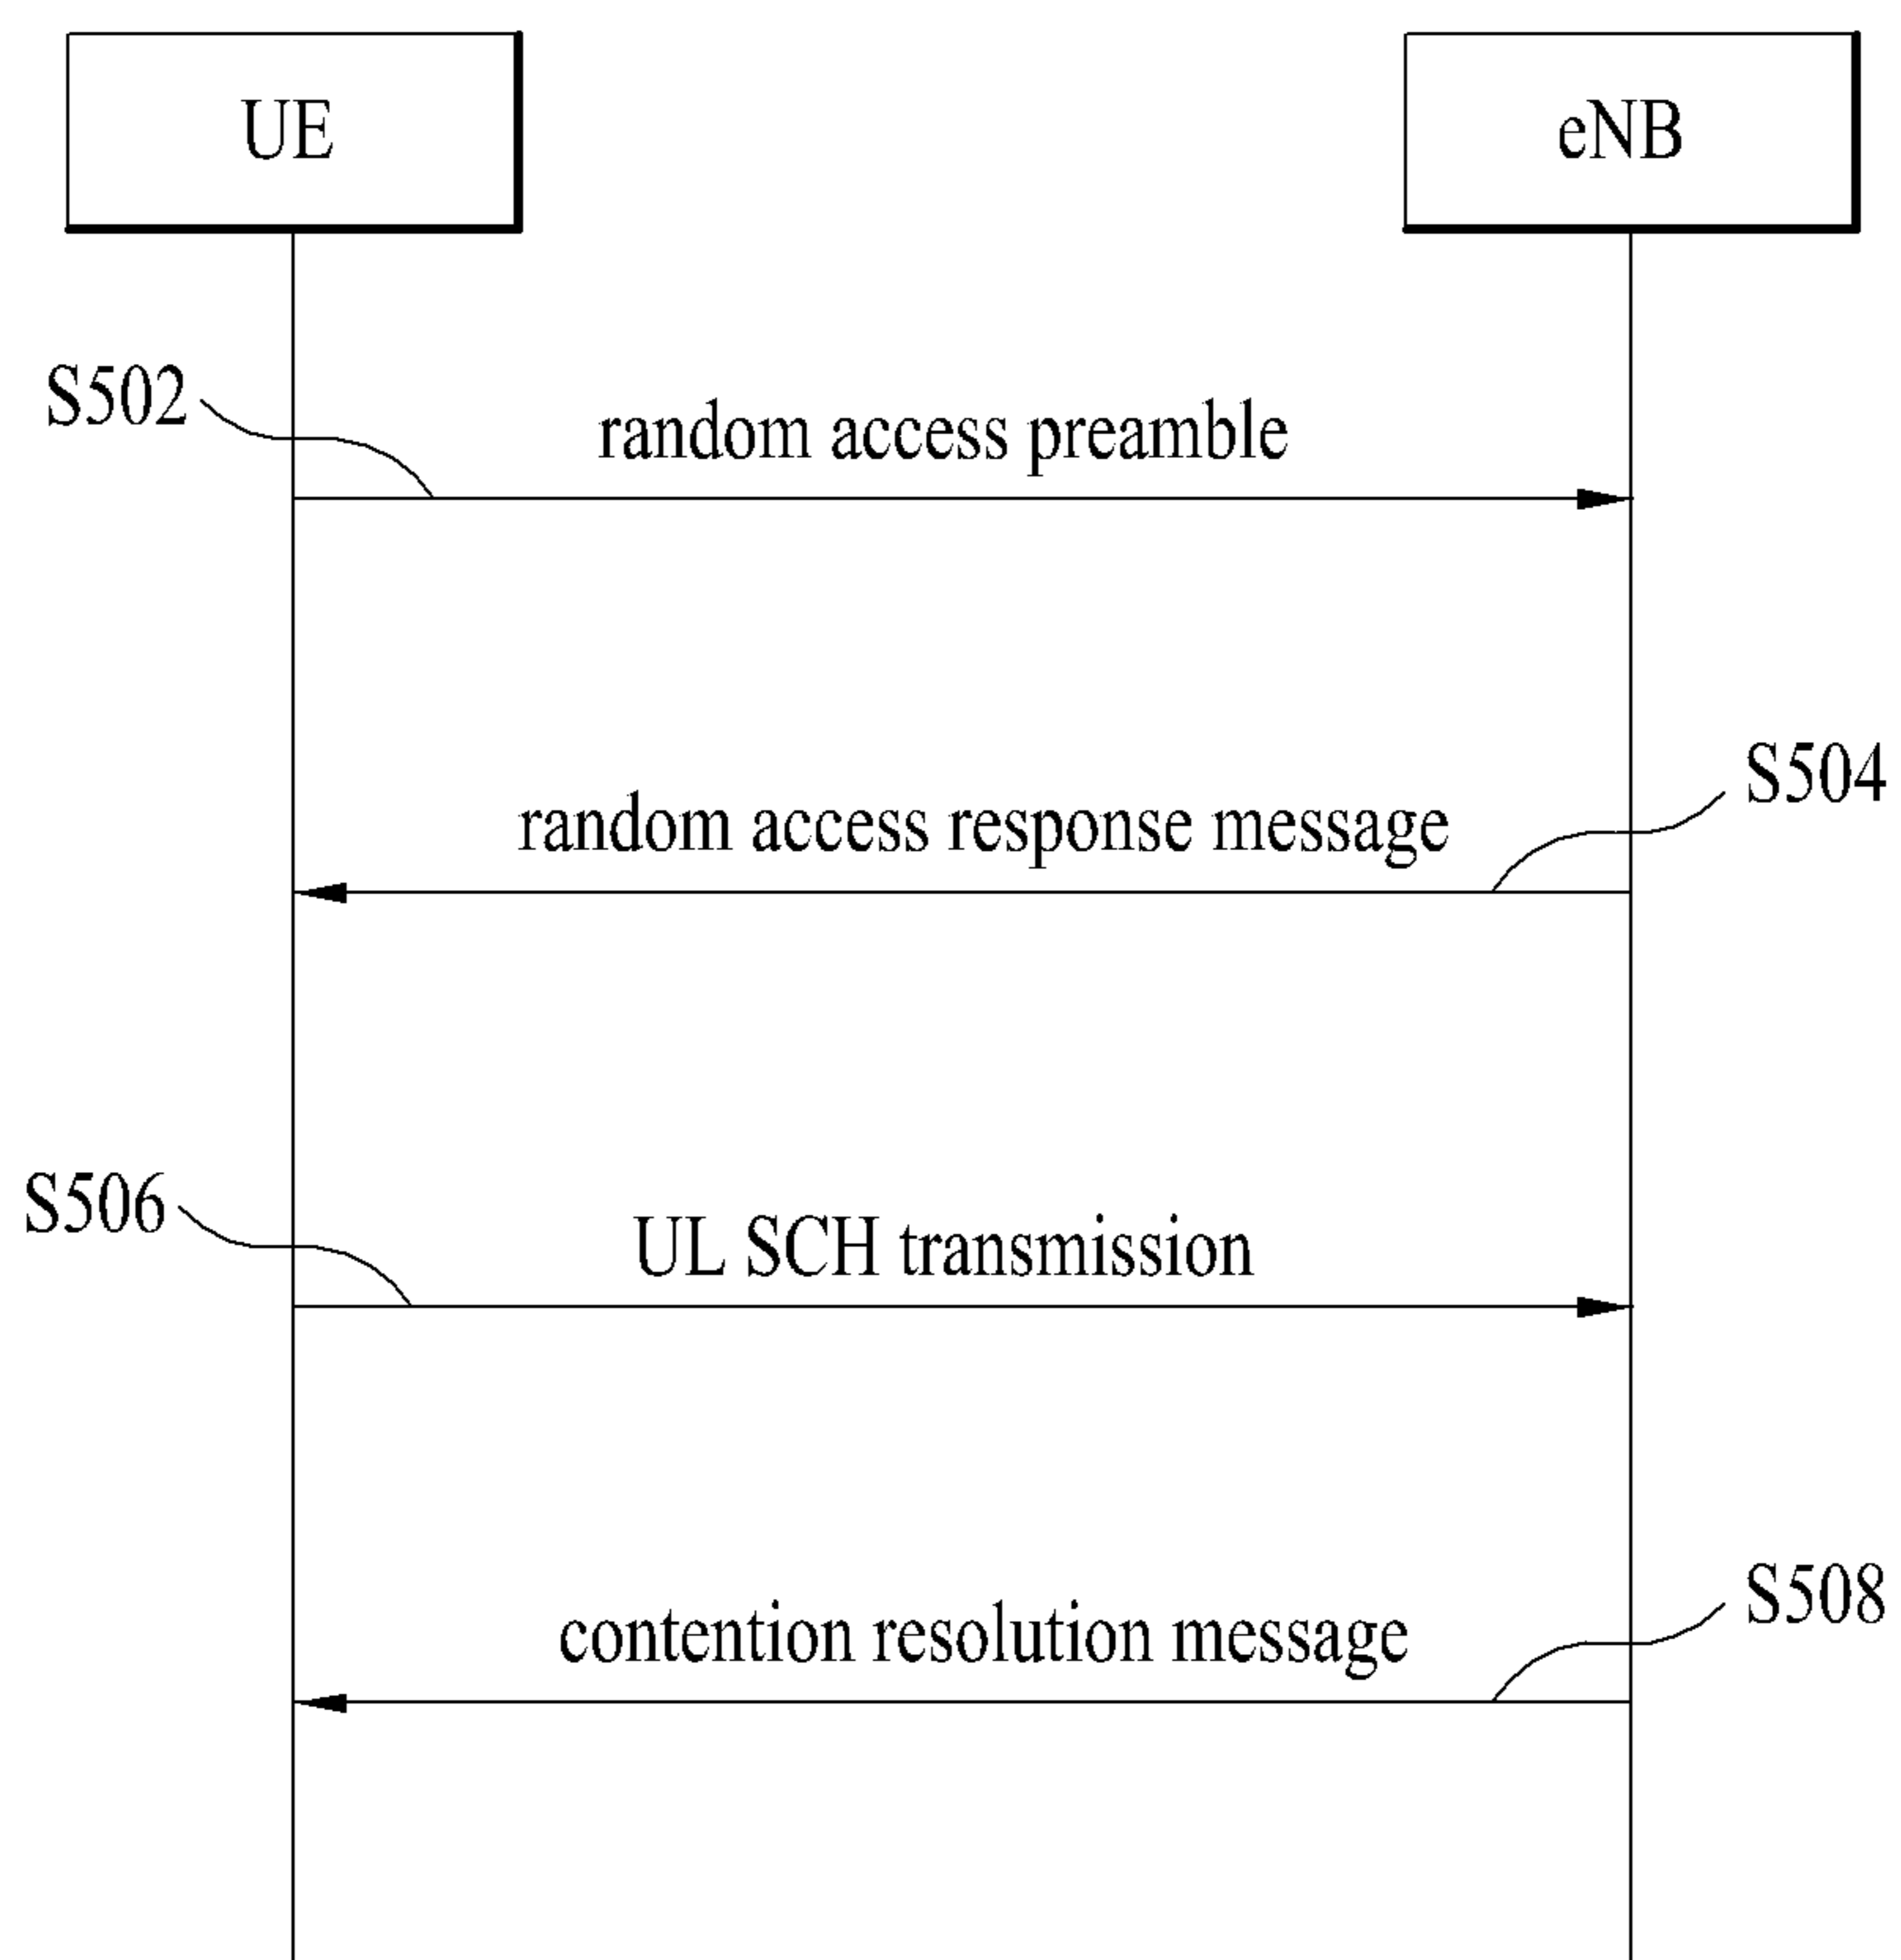 UE
eNB
S502
random access preamble
S504
random access response message
S506
UL SCH transmission
S508
contention resolution message